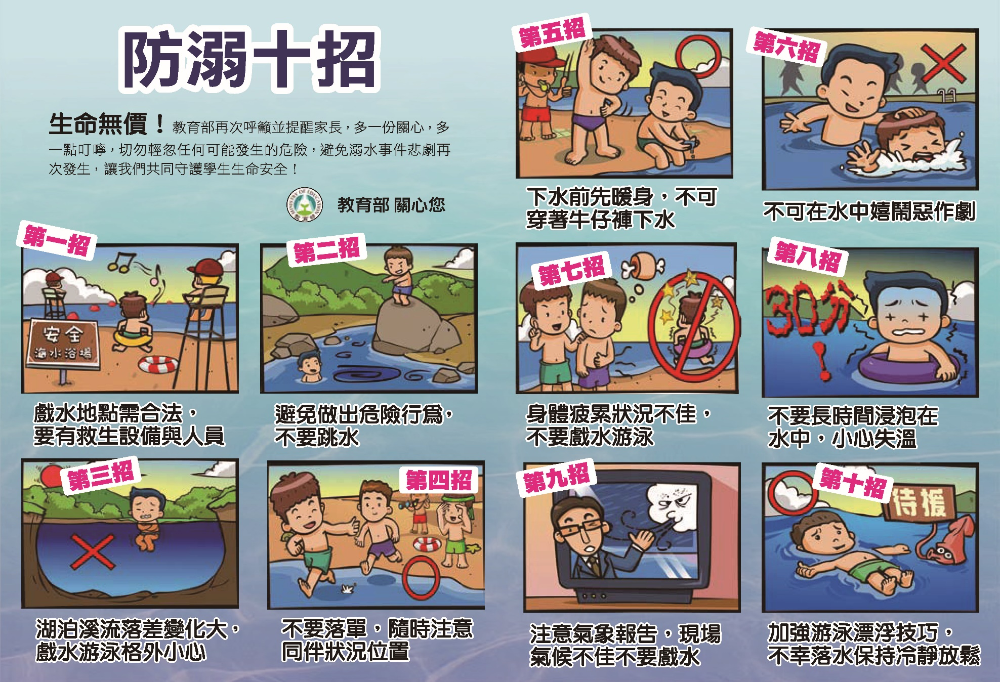 防溺十招
生命無價！教育部再次呼籲並提醒家長，多一份關心，多
一點叮嚀，切勿輕忽任何可能發生的危險，避免溺水事件悲劇再
次發生，讓我們共同守護學生生命安全！
MINISTRY OF EDUCATION
教育部
教育部 關心您
第一招
安全
海水浴場
戲水地點需合法，
要有救生設備與人員
第二招
避免做出危險行為，
不要跳水
第三招
湖泊溪流落差變化大，
戲水游泳格外小心
第四招
不要落單，隨時注意
同伴狀況位置
第五招
下水前先暖身，不可
穿著牛仔褲下水
第六招
不可在水中嬉鬧惡作劇
第七招
身體疲累狀況不佳，
不要戲水游泳
第八招
30分！
不要長時間浸泡在
水中，小心失溫
第九招
注意氣象報告，現場
氣候不佳不要戲水
第十招
待援
加強游泳漂浮技巧，
不幸落水保持冷靜放鬆